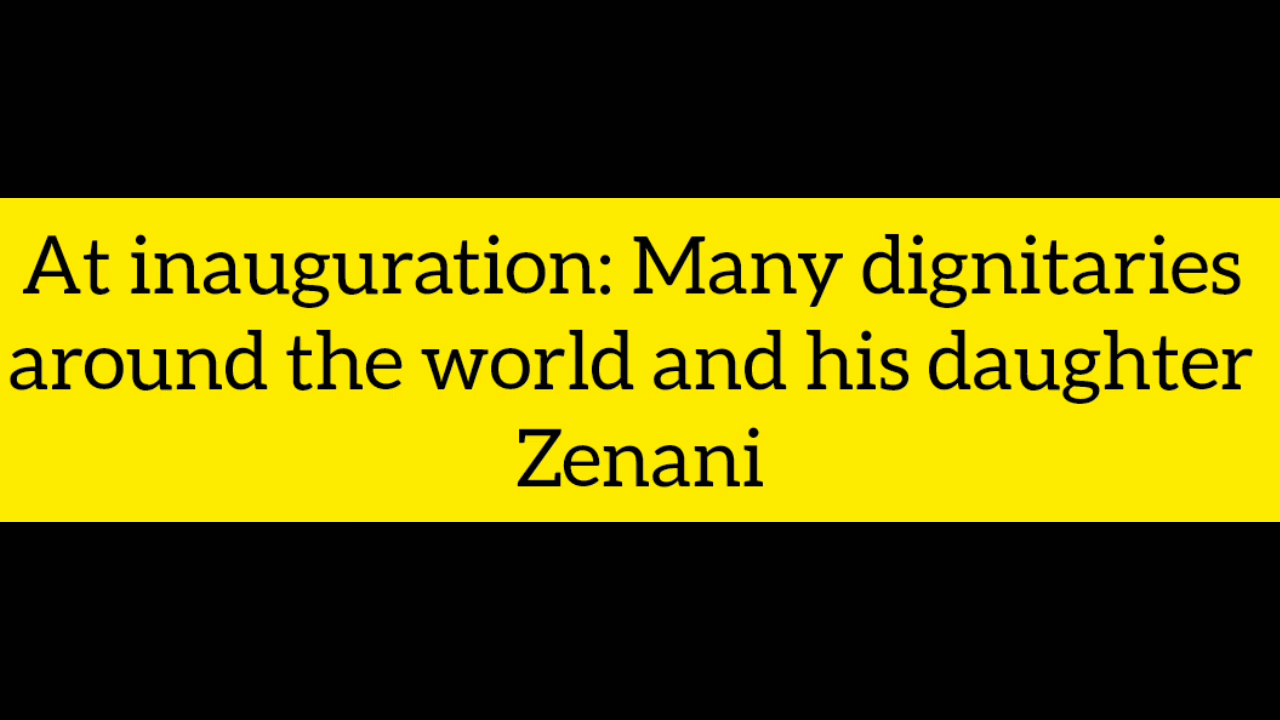 At inauguration: Many dignitaries
around the world and his daughter
Zenani